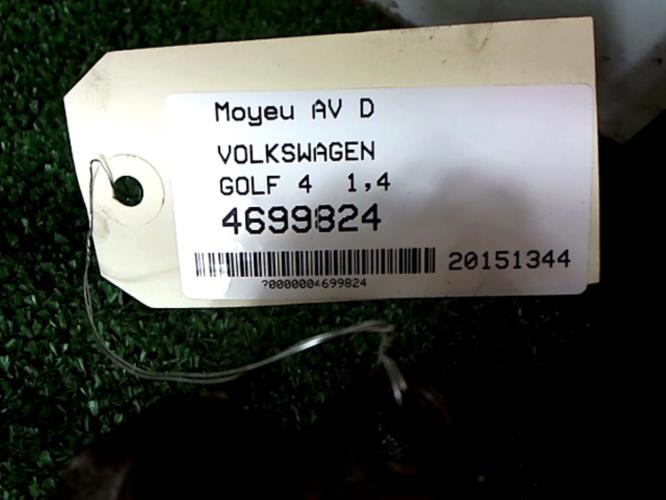 Moyeu AV D
VOLKSWAGEN
GOLF 4 1,4
4699824
20151344
?0000004699824